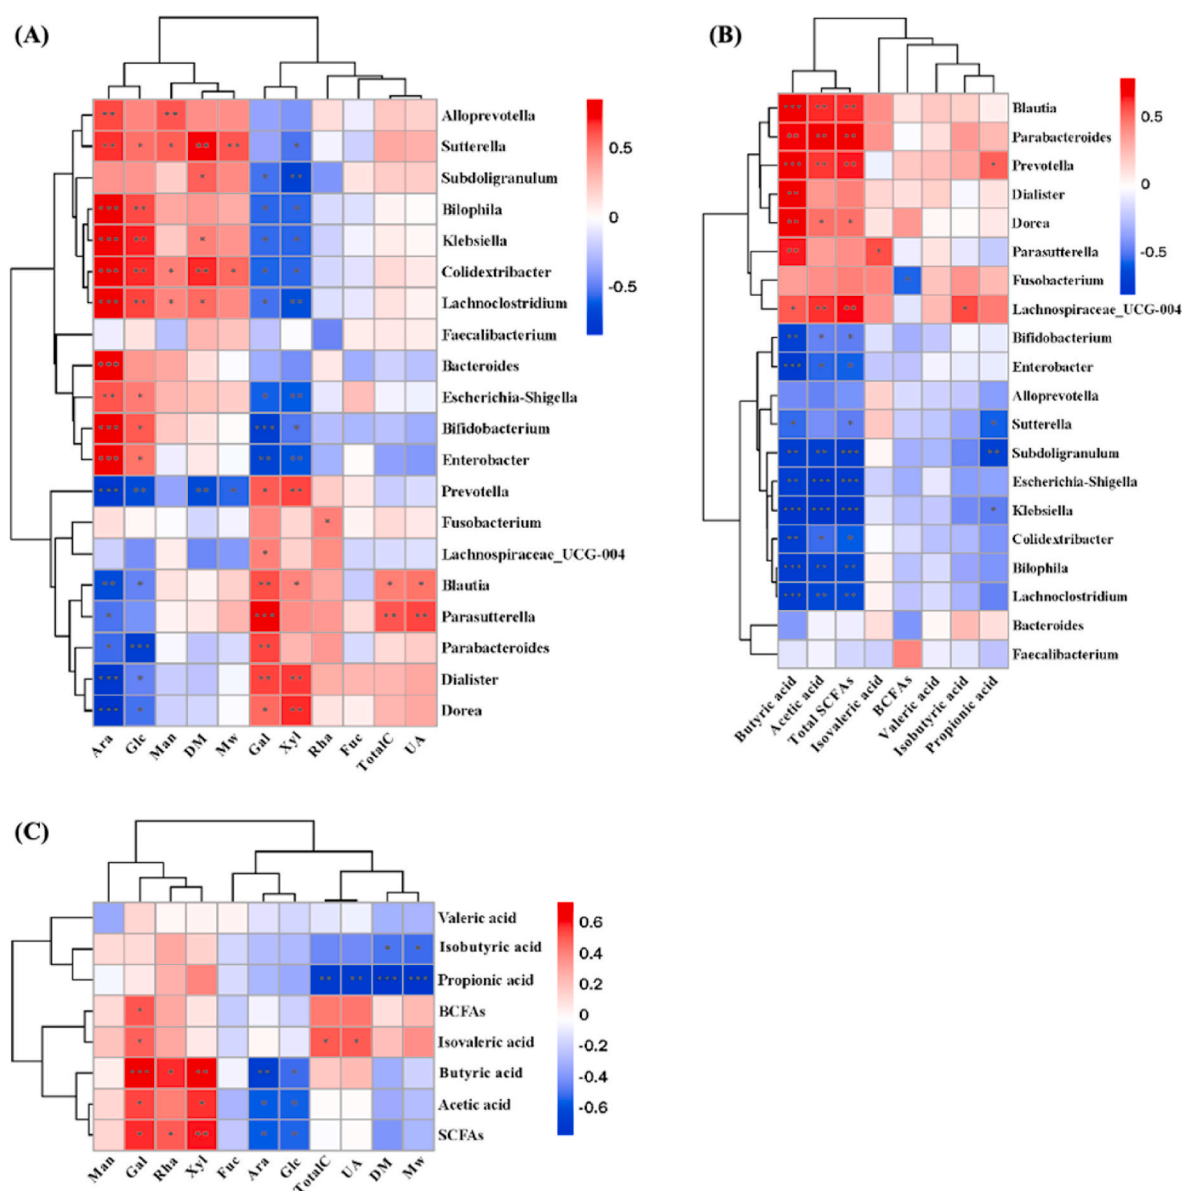 (A)
0.5
0
-0.5
Alloprevotella
Sutterella
Subdoligranulum
Bilophila
Klebsiella
Colidextribacter
Lachnoclostridium
Faecalibacterium
Bacteroides
Escherichia-Shigella
Bifidobacterium
Enterobacter
Prevotella
Fusobacterium
Lachnospiraceae_UCG-004
Blautia
Parasutterella
Parabacteroides
Dialister
Dorea
Ara
Glc
Man
DM
Mw
Gal
Xyl
Rha
Fuc
TotalC
UA
(B)
0.5
0
-0.5
Blautia
Parabacteroides
Prevotella
Dialister
Dorea
Parasutterella
Fusobacterium
Lachnospiraceae_UCG-004
Bifidobacterium
Enterobacter
Alloprevotella
Sutterella
Subdoligranulum
Escherichia-Shigella
Klebsiella
Colidextribacter
Bilophila
Lachnoclostridium
Bacteroides
Faecalibacterium
Butyric acid
Acetic acid
Total SCFAs
Isovaleric acid
BCFAs
Valeric acid
Isobutyric acid
Propionic acid
(C)
0.6
0.4
0.2
0
-0.2
-0.4
-0.6
Valeric acid
Isobutyric acid
Propionic acid
BCFAs
Isovaleric acid
Butyric acid
Acetic acid
SCFAs
Man
Gal
Rha
Xyl
Fuc
Ara
Glc
TotalC
UA
DM
Mw